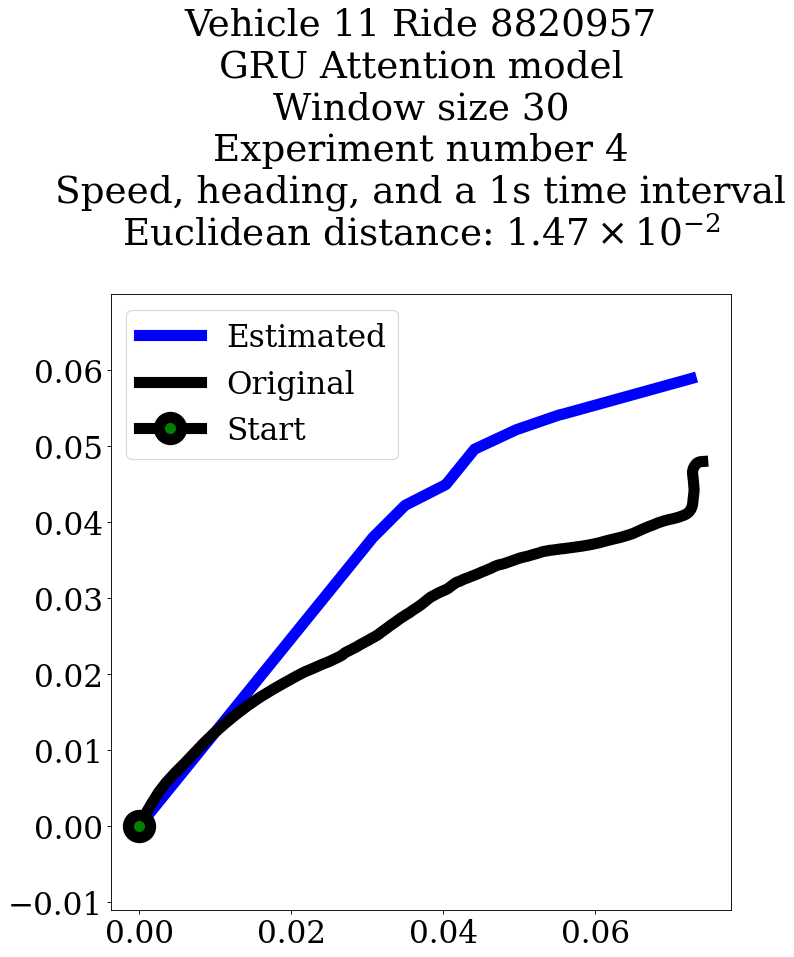 Vehicle 11 Ride 8820957
GRU Attention model
Window size 30
Experiment number 4
Speed, heading, and a 1s time interval
Euclidean distance: 1.47 × 10⁻²
Estimated
Original
Start
0.06
0.05
0.04
0.03
0.02
0.01
0.00
−0.01
0.00 0.02 0.04 0.06